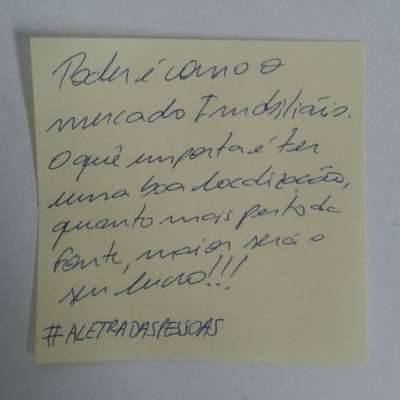 Poder é como o
mercado Imobiliário.
O quê importa é ter
uma boa localização,
quanto mais perto da
fonte, maior será o
seu lucro!!!
#ALETRADASPESSOAS